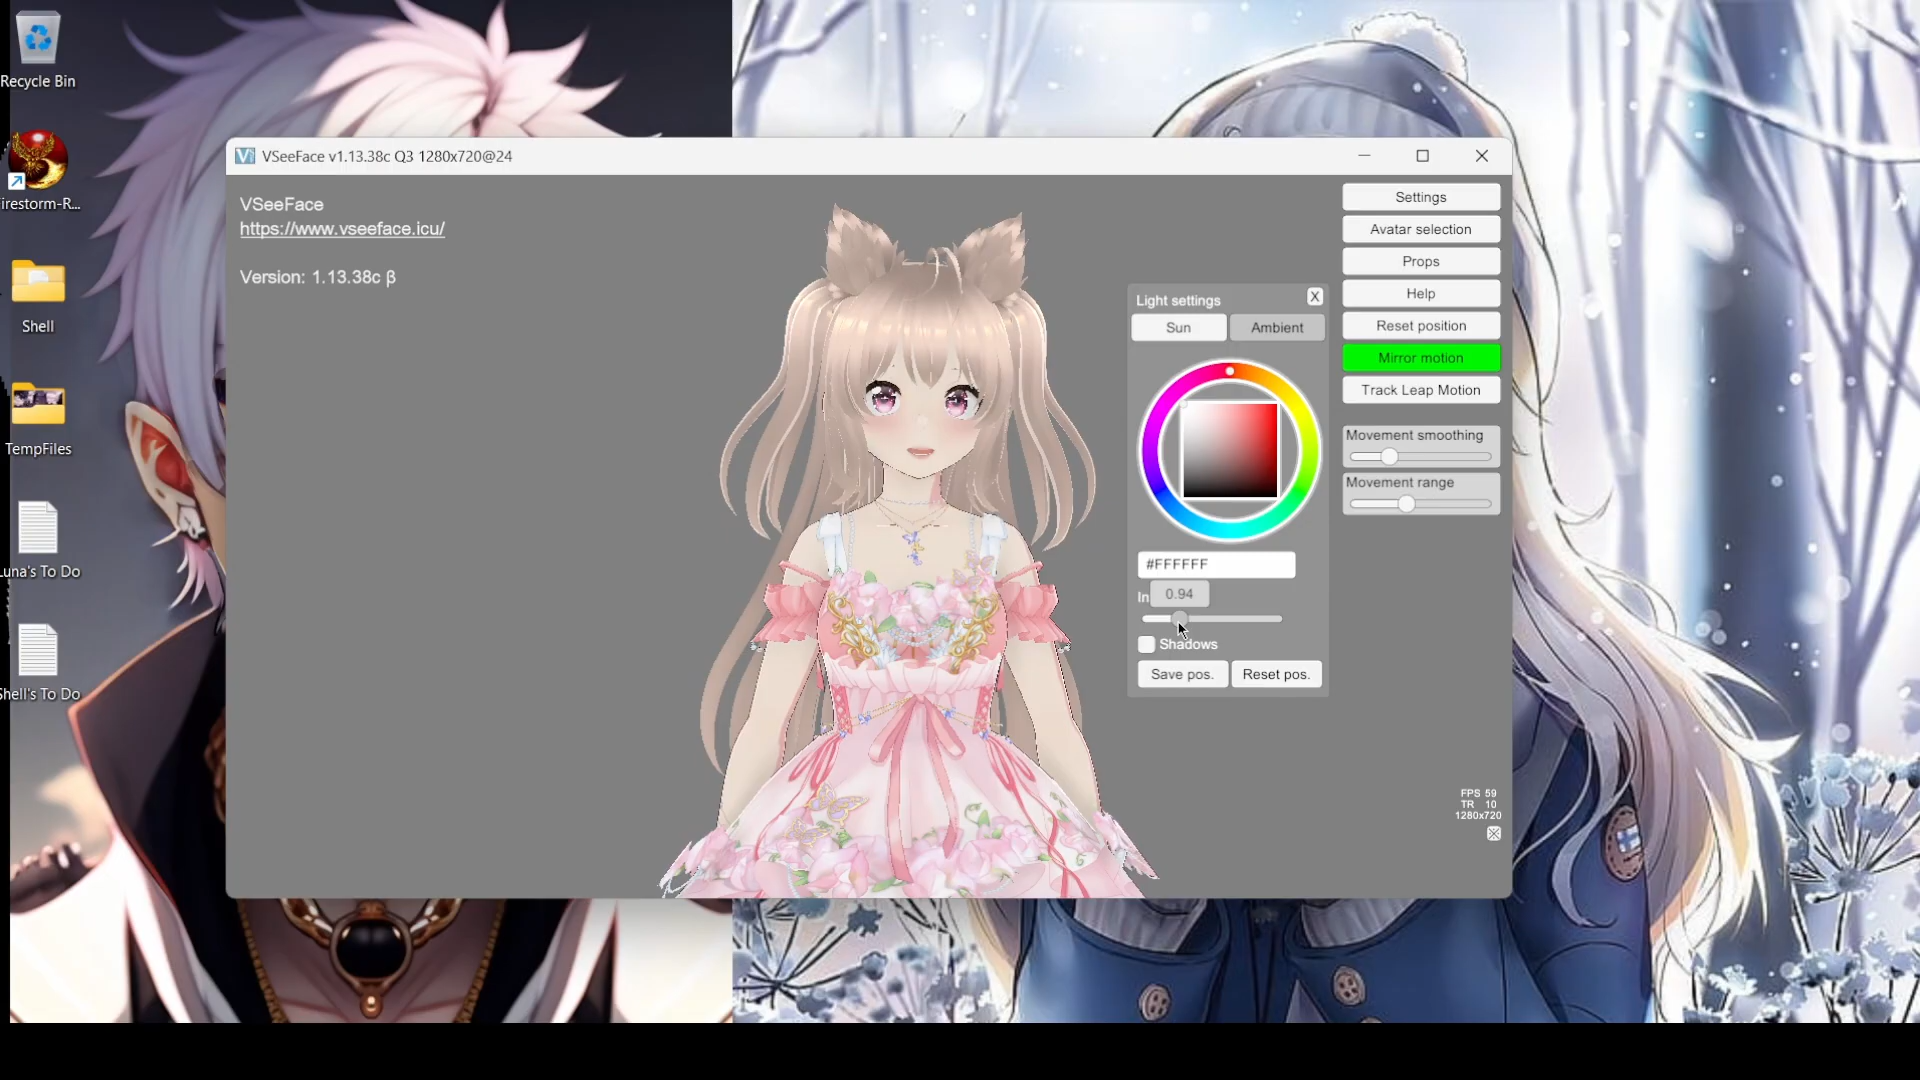 Recycle Bin
irestorm-R...
Shell
TempFiles
Luna's To Do
Shell's To Do
VSeeFace v1.13.38c Q3 1280x720@24
VSeeFace
https://www.vseeface.icu/
Version: 1.13.38c β
Light settings
X
Sun
Ambient
#FFFFFF
In
0.94
Shadows
Save pos.
Reset pos.
Settings
Avatar selection
Props
Help
Reset position
Mirror motion
Track Leap Motion
Movement smoothing
Movement range
FPS 59
TR 10
1280x720